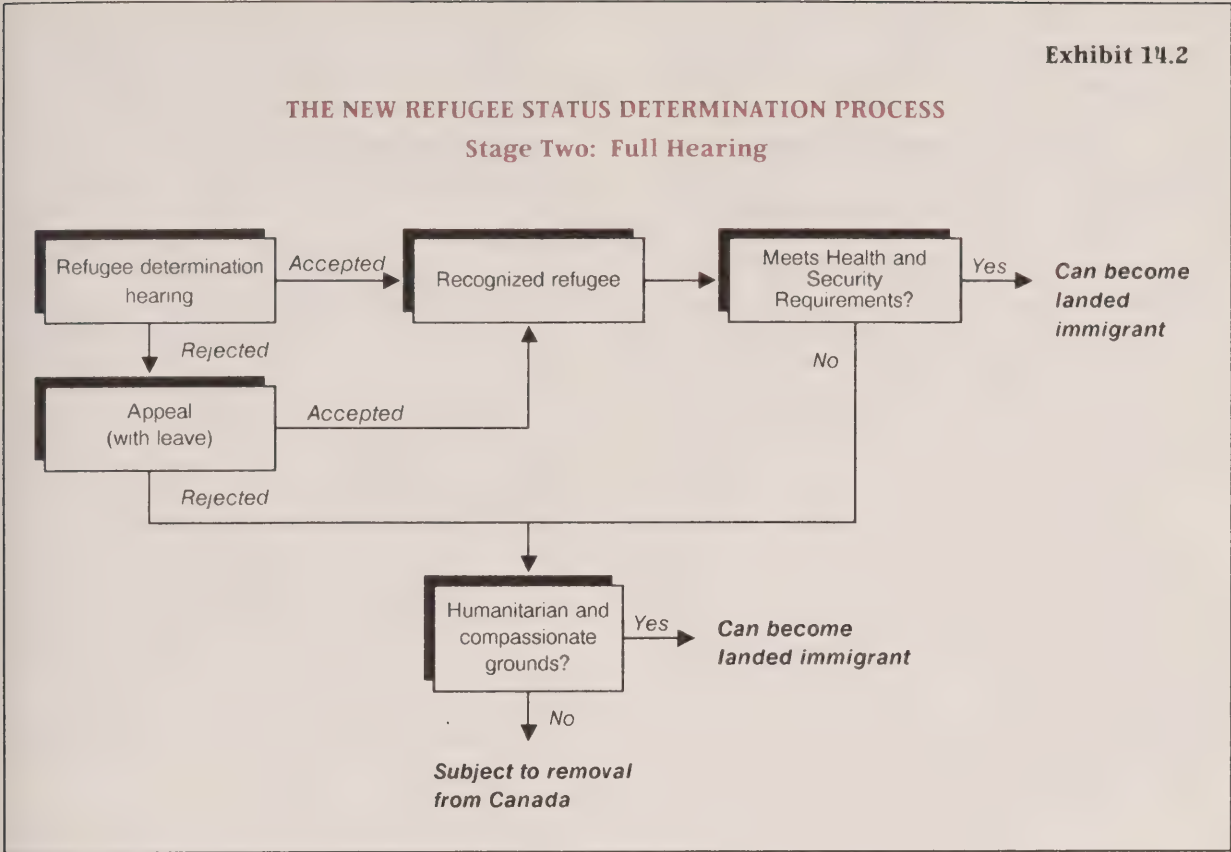 Exhibit 14.2
THE NEW REFUGEE STATUS DETERMINATION PROCESS
Stage Two: Full Hearing
Refugee determination
hearing
Accepted
Recognized refugee
Meets Health and
Security
Requirements?
Yes
Can become
landed
immigrant
Rejected
No
Appeal
(with leave)
Accepted
Rejected
Humanitarian and
compassionate
grounds?
Yes
Can become
landed immigrant
No
Subject to removal
from Canada